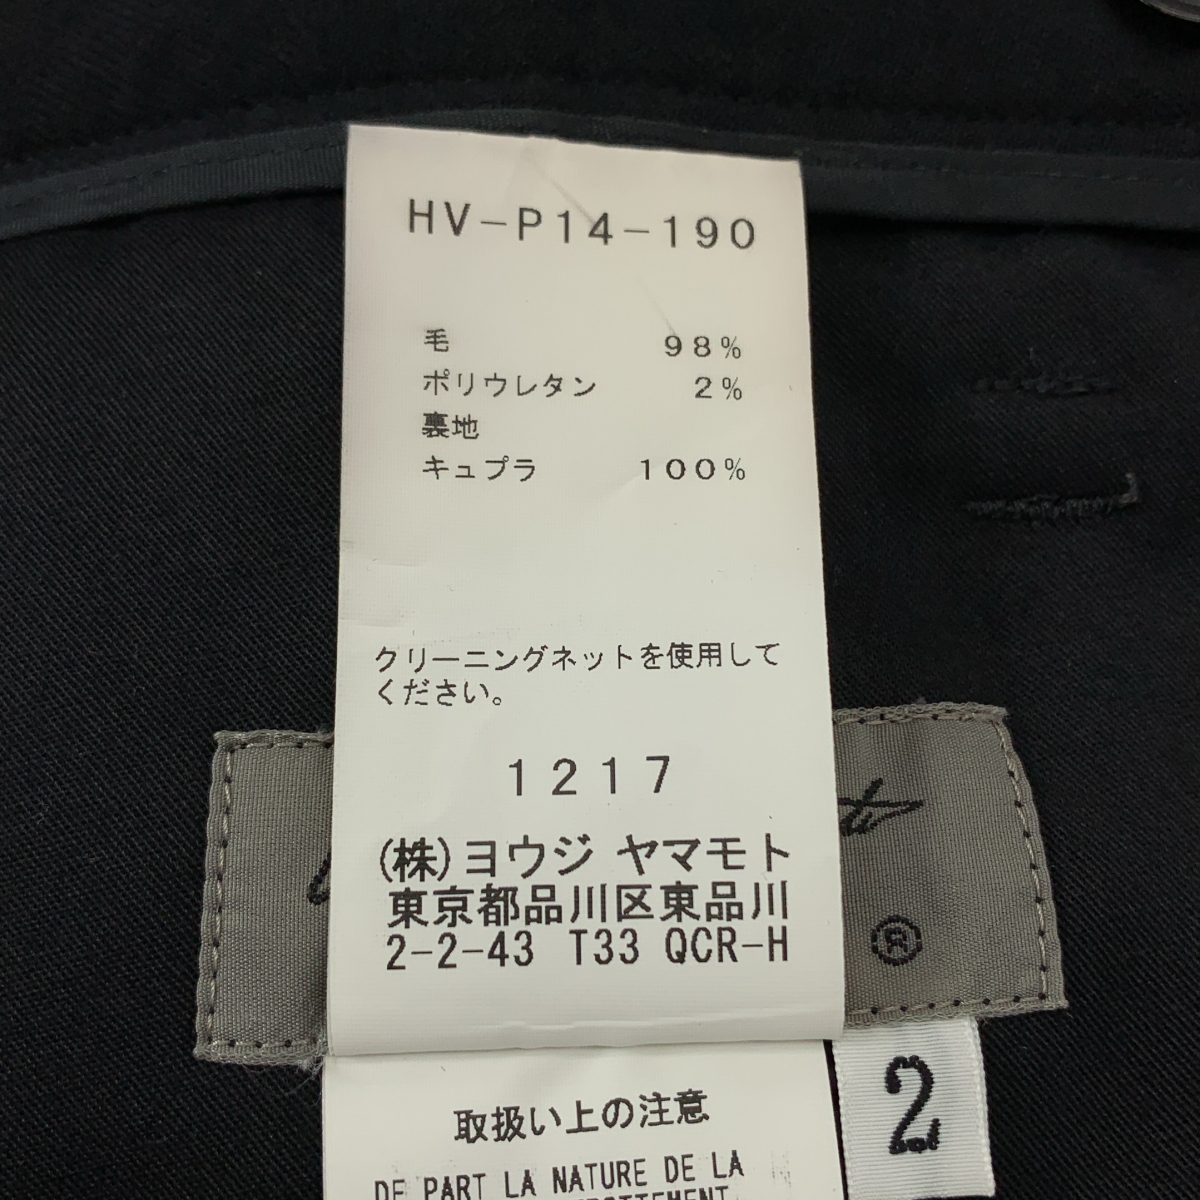 HV-P14-190
毛 98%
ポリウレタン 2%
裏地
キュプラ 100%
クリーニングネットを使用して
ください。
1217
(株)ヨウジ ヤマモト
東京都品川区東品川
2-2-43 T33 QCR-H
®
2
取扱い上の注意
DE PART LA NATURE DE LA